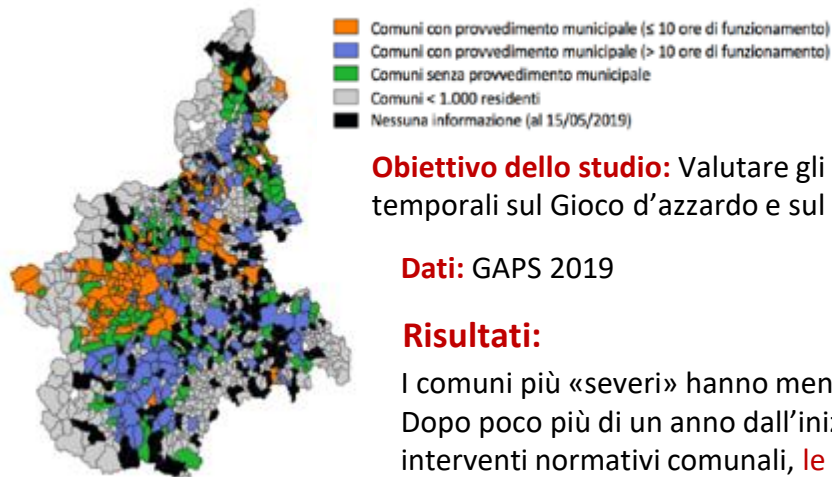 Comuni con provvedimento municipale (≤ 10 ore di funzionamento)
Comuni con provvedimento municipale (> 10 ore di funzionamento)
Comuni senza provvedimento municipale
Comuni < 1.000 residenti
Nessuna informazione (al 15/05/2019)
Obiettivo dello studio: Valutare gli
temporali sul Gioco d’azzardo e sul
Dati: GAPS 2019
Risultati:
I comuni più «severi» hanno men
Dopo poco più di un anno dall’iniz
interventi normativi comunali, le